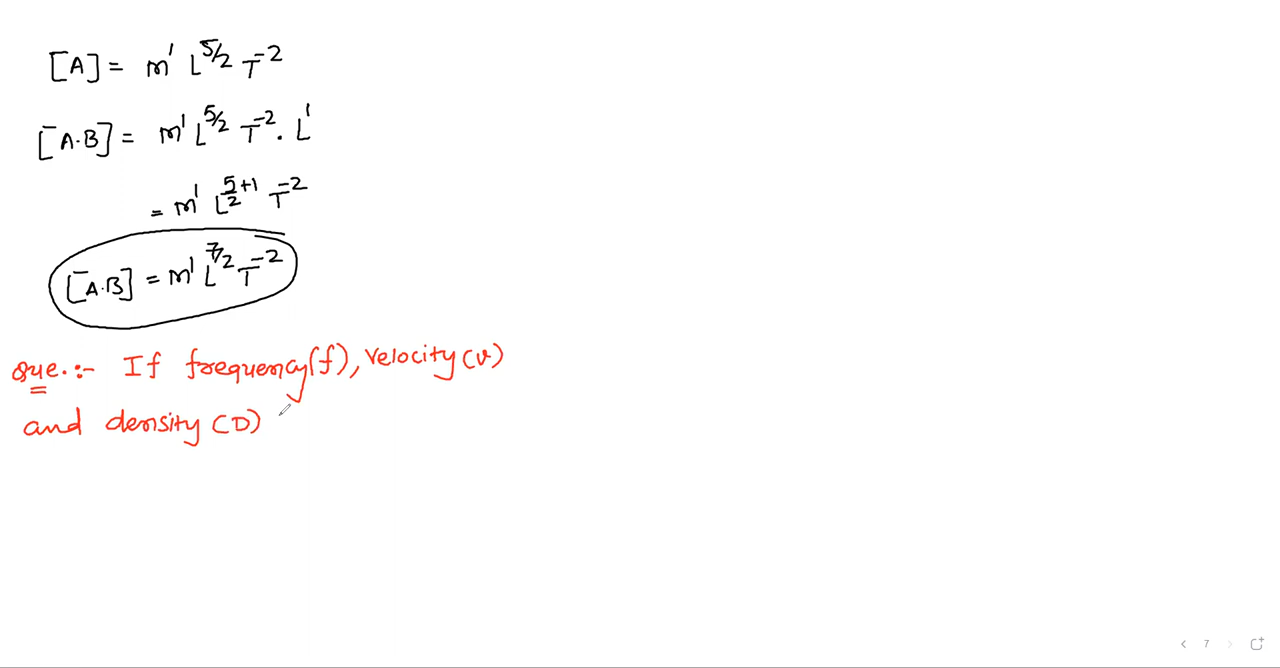 [A] = M¹ L^5/2 T^-2
[A·B] = M¹ L^5/2 T^-2 · L¹
= M¹ L^5/2+1 T^-2
[A·B] = M¹ L^7/2 T^-2
Que. :- If frequency(f), velocity (v)
and density (D)
7